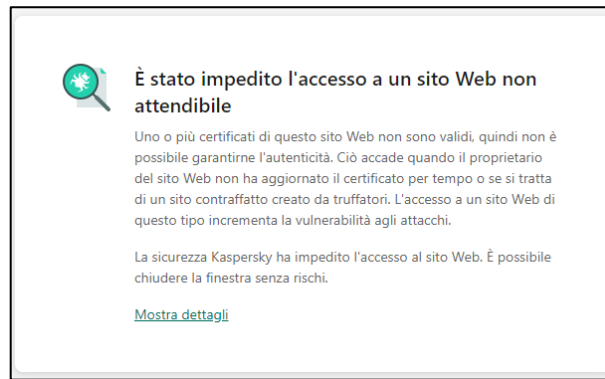 È stato impedito l'accesso a un sito Web non
attendibile
Uno o più certificati di questo sito Web non sono validi, quindi non è
possibile garantirne l'autenticità. Ciò accade quando il proprietario
del sito Web non ha aggiornato il certificato per tempo o se si tratta
di un sito contraffatto creato da truffatori. L'accesso a un sito Web di
questo tipo incrementa la vulnerabilità agli attacchi.
La sicurezza Kaspersky ha impedito l'accesso al sito Web. È possibile
chiudere la finestra senza rischi.
Mostra dettagli